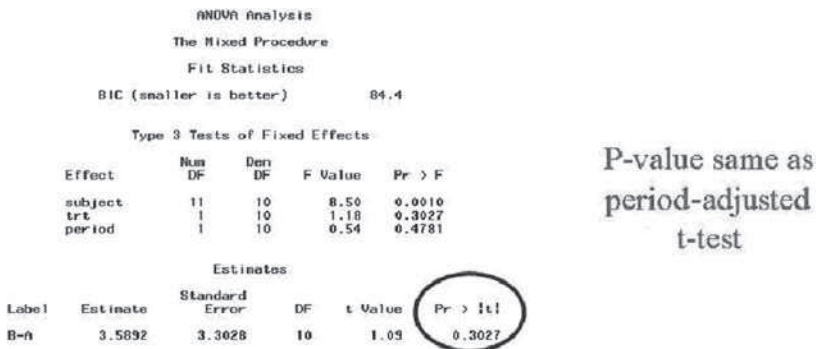 ANOVA Analysis
The Mixed Procedure
Fit Statistics
BIC (smaller is better) 84.4
Type 3 Tests of Fixed Effects
Num Den
Effect DF DF F Value Pr > F
subject 11 10 8.50 0.0010
trt 1 10 1.18 0.3027
period 1 10 0.54 0.4781
P-value same as
period-adjusted
t-test
Estimates
Standard
Label Estimate Error DF t Value Pr > |t|
B-A 3.5892 3.3028 10 1.09 0.3027